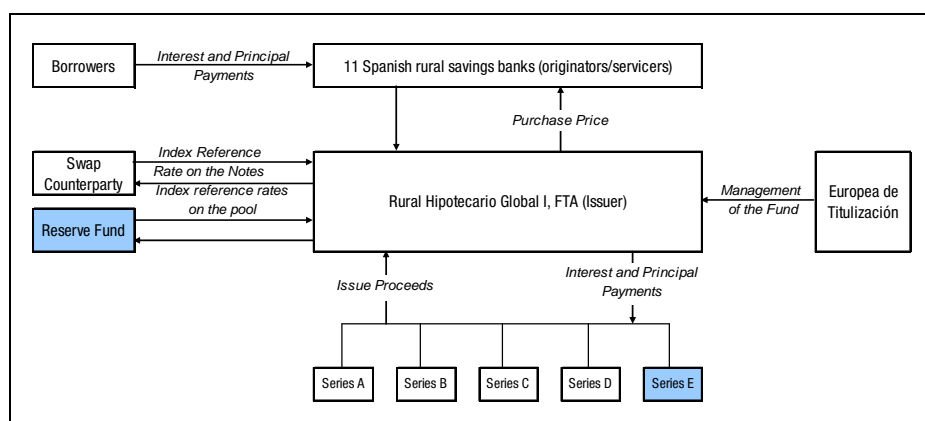 Borrowers
Interest and Principal
Payments
11 Spanish rural savings banks (originators/servicers)
Purchase Price
Swap
Counterparty
Index Reference
Rate on the Notes
Index reference rates
on the pool
Reserve Fund
Rural Hipotecario Global I, FTA (Issuer)
Management
of the Fund
Europea de
Titulización
Issue Proceeds
Interest and Principal
Payments
Series A
Series B
Series C
Series D
Series E